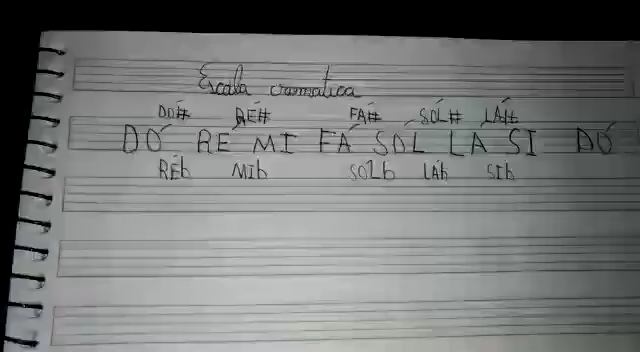 Escala cromatica
DÓ# RÉ# FÁ# SÓL# LÁ#
DÓ RÉ MI FÁ SÓL LÁ SI DÓ
RÉb MIb SOLb LÁb SIb